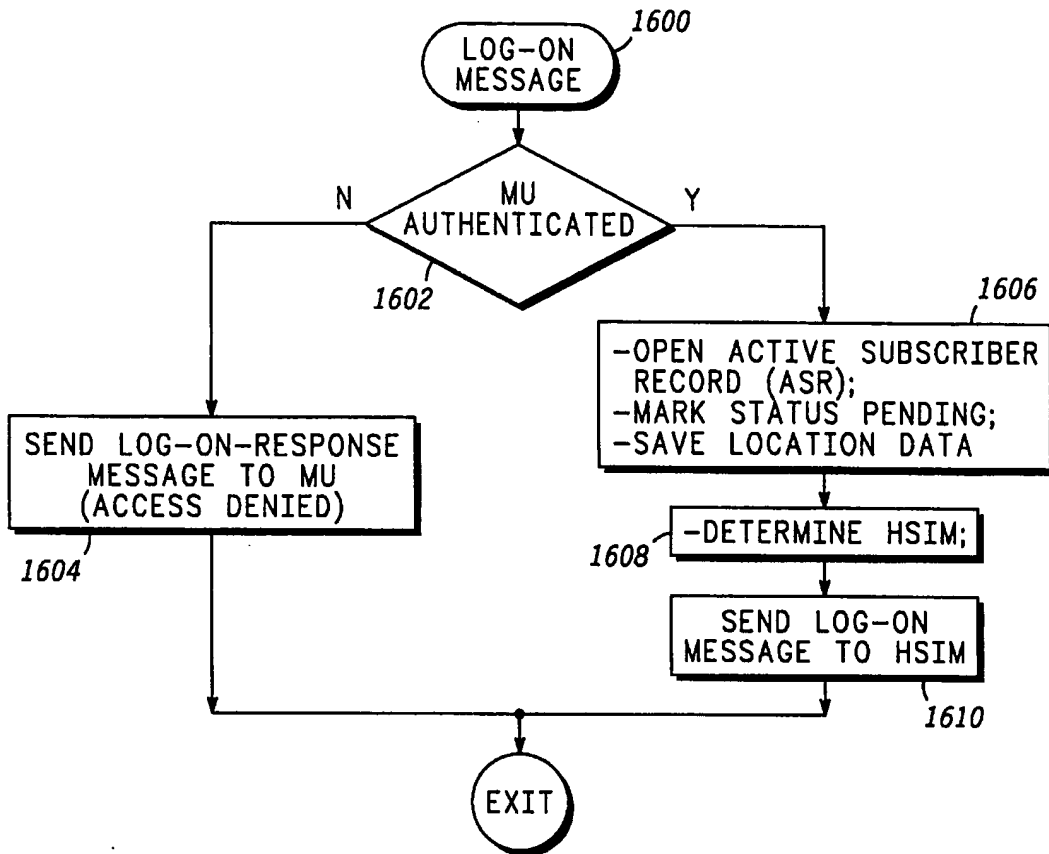 1600
LOG-ON
MESSAGE
N
MU
AUTHENTICATED
Y
1602
1606
-OPEN ACTIVE SUBSCRIBER
RECORD (ASR);
-MARK STATUS PENDING;
-SAVE LOCATION DATA
SEND LOG-ON-RESPONSE
MESSAGE TO MU
(ACCESS DENIED)
1604
-DETERMINE HSIM;
1608
SEND LOG-ON
MESSAGE TO HSIM
1610
EXIT